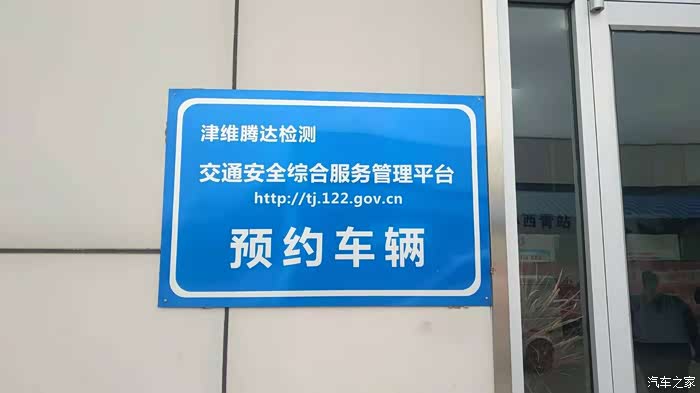 津维腾达检测
交通安全综合服务管理平台
http://tj.122.gov.cn
预约车辆
西青站
汽车之家